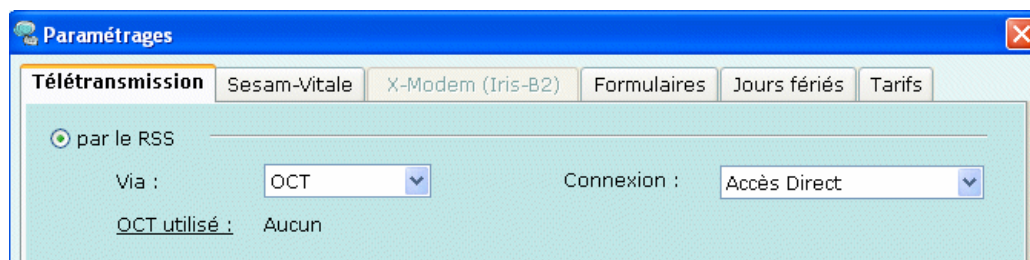 Paramétrages
Télétransmission Sesam-Vitale X-Modem (Iris-B2) Formulaires Jours fériés Tarifs
par le RSS
Via : OCT Connexion : Accès Direct
OCT utilisé : Aucun